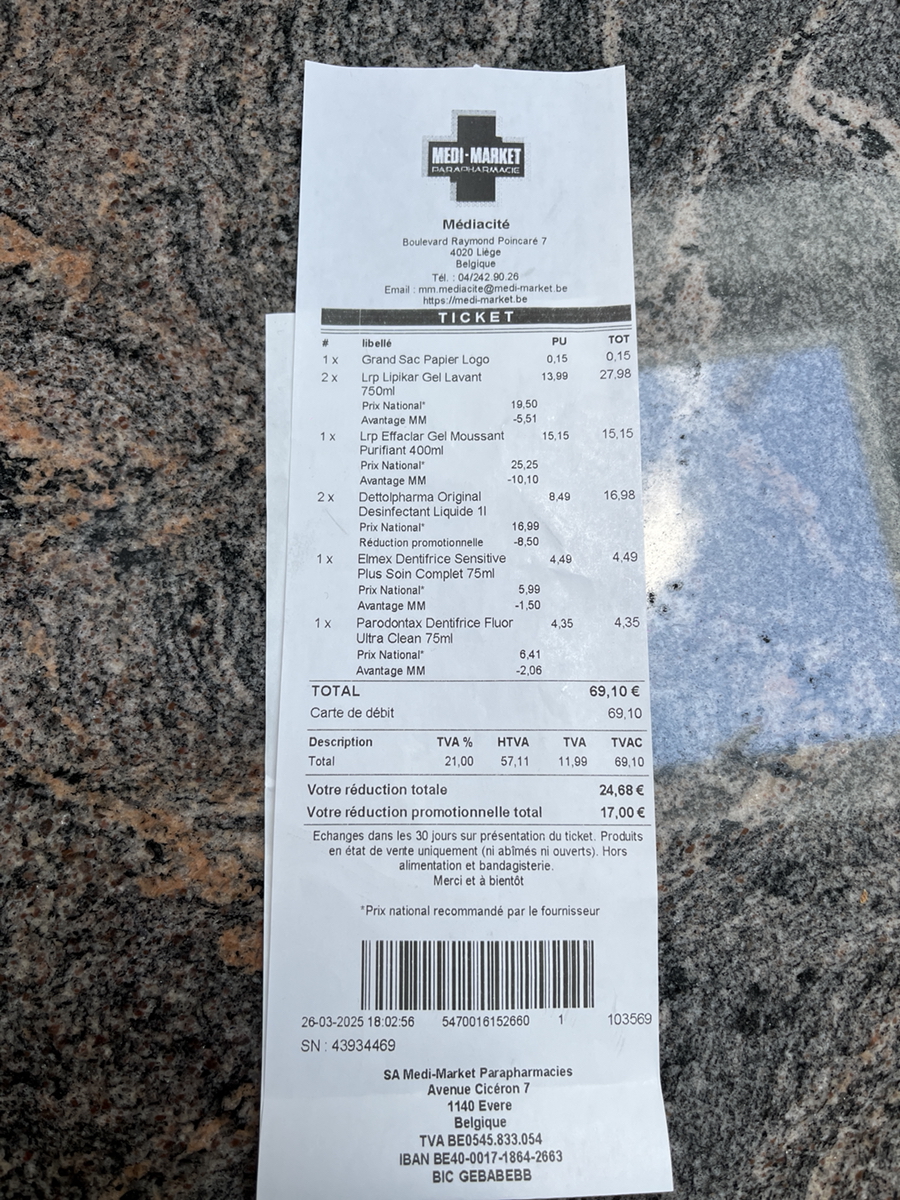 MEDI-MARKET
PARAPHARMACIE
Médiacité
Boulevard Raymond Poincaré 7
4020 Liège
Belgique
Tél. : 04/242.90.26
Email : mm.mediacite@medi-market.be
https://medi-market.be
TICKET
# libellé PU TOT
1 x Grand Sac Papier Logo 0,15 0,15
2 x Lrp Lipikar Gel Lavant 13,99 27,98
750ml
Prix National* 19,50
Avantage MM -5,51
1 x Lrp Effaclar Gel Moussant 15,15 15,15
Purifiant 400ml
Prix National* 25,25
Avantage MM -10,10
2 x Dettolpharma Original 8,49 16,98
Desinfectant Liquide 1l
Prix National* 16,99
Réduction promotionnelle -8,50
1 x Elmex Dentifrice Sensitive 4,49 4,49
Plus Soin Complet 75ml
Prix National* 5,99
Avantage MM -1,50
1 x Parodontax Dentifrice Fluor 4,35 4,35
Ultra Clean 75ml
Prix National* 6,41
Avantage MM -2,06
TOTAL 69,10 €
Carte de débit 69,10
Description TVA % HTVA TVA TVAC
Total 21,00 57,11 11,99 69,10
Votre réduction totale 24,68 €
Votre réduction promotionnelle total 17,00 €
Echanges dans les 30 jours sur présentation du ticket. Produits
en état de vente uniquement (ni abîmés ni ouverts). Hors
alimentation et bandagisterie.
Merci et à bientôt
*Prix national recommandé par le fournisseur
26-03-2025 18:02:56 5470016152660 1 103569
SN : 43934469
SA Medi-Market Parapharmacies
Avenue Cicéron 7
1140 Evere
Belgique
TVA BE0545.833.054
IBAN BE40-0017-1864-2663
BIC GEBABEBB